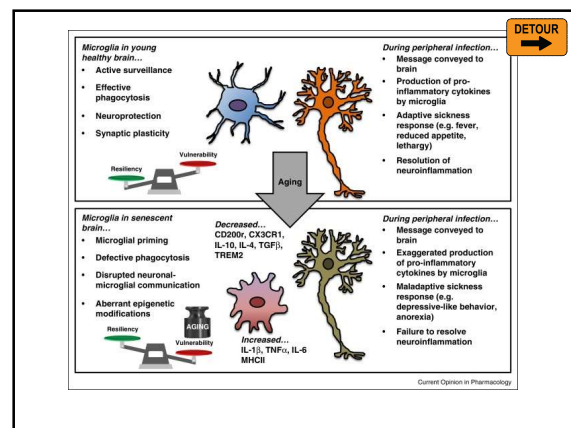 DETOUR
Microglia in young
healthy brain…
• Active surveillance
• Effective
phagocytosis
• Neuroprotection
• Synaptic plasticity
Resiliency
Vulnerability
During peripheral infection…
• Message conveyed to
brain
• Production of pro-
inflammatory cytokines
by microglia
• Adaptive sickness
response (e.g. fever,
reduced appetite,
lethargy)
• Resolution of
neuroinflammation
Aging
Microglia in senescent
brain…
• Microglial priming
• Defective phagocytosis
• Disrupted neuronal-
microglial communication
• Aberrant epigenetic
modifications
Resiliency
AGING
Vulnerability
Decreased…
CD200r, CX3CR1,
IL-10, IL-4, TGFβ,
TREM2
Increased…
IL-1β, TNFα, IL-6
MHCII
During peripheral infection…
• Message conveyed to
brain
• Exaggerated production
of pro-inflammatory
cytokines by microglia
• Maladaptive sickness
response (e.g.
depressive-like behavior,
anorexia)
• Failure to resolve
neuroinflammation
Current Opinion in Pharmacology